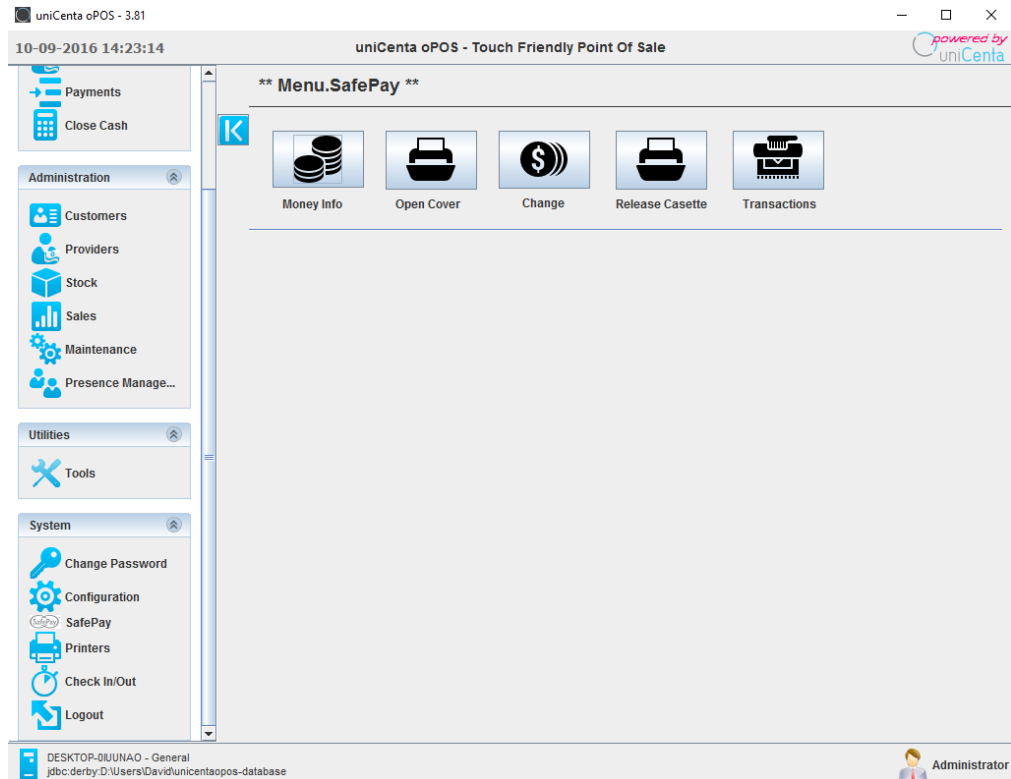 uniCenta oPOS - 3.81
10-09-2016 14:23:14
uniCenta oPOS - Touch Friendly Point Of Sale
powered by
uniCenta
Payments
Close Cash
Administration
Customers
Providers
Stock
Sales
Maintenance
Presence Manage...
Utilities
Tools
System
Change Password
Configuration
SafePay
SafePay
Printers
Check In/Out
Logout
** Menu.SafePay **
Money Info
Open Cover
Change
Release Casette
Transactions
DESKTOP-0IUUNAO - General
jdbc:derby:D:\Users\David\unicentaopos-database
Administrator